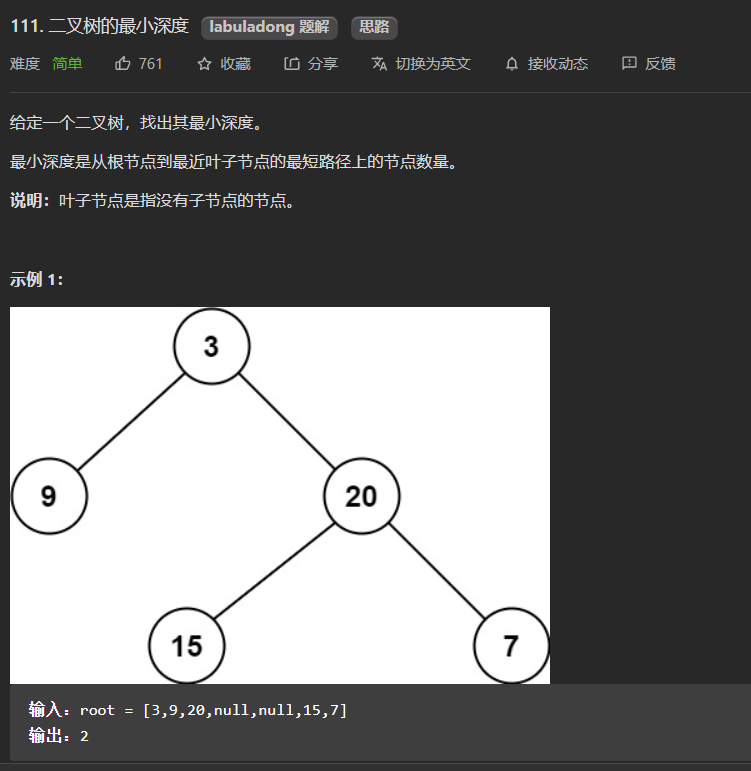 111. 二叉树的最小深度 labuladong 题解 思路
难度 简单 761 收藏 分享 切换为英文 接收动态 反馈
给定一个二叉树，找出其最小深度。
最小深度是从根节点到最近叶子节点的最短路径上的节点数量。
说明：叶子节点是指没有子节点的节点。
示例 1：
3
9 20
15 7
输入：root = [3,9,20,null,null,15,7]
输出：2